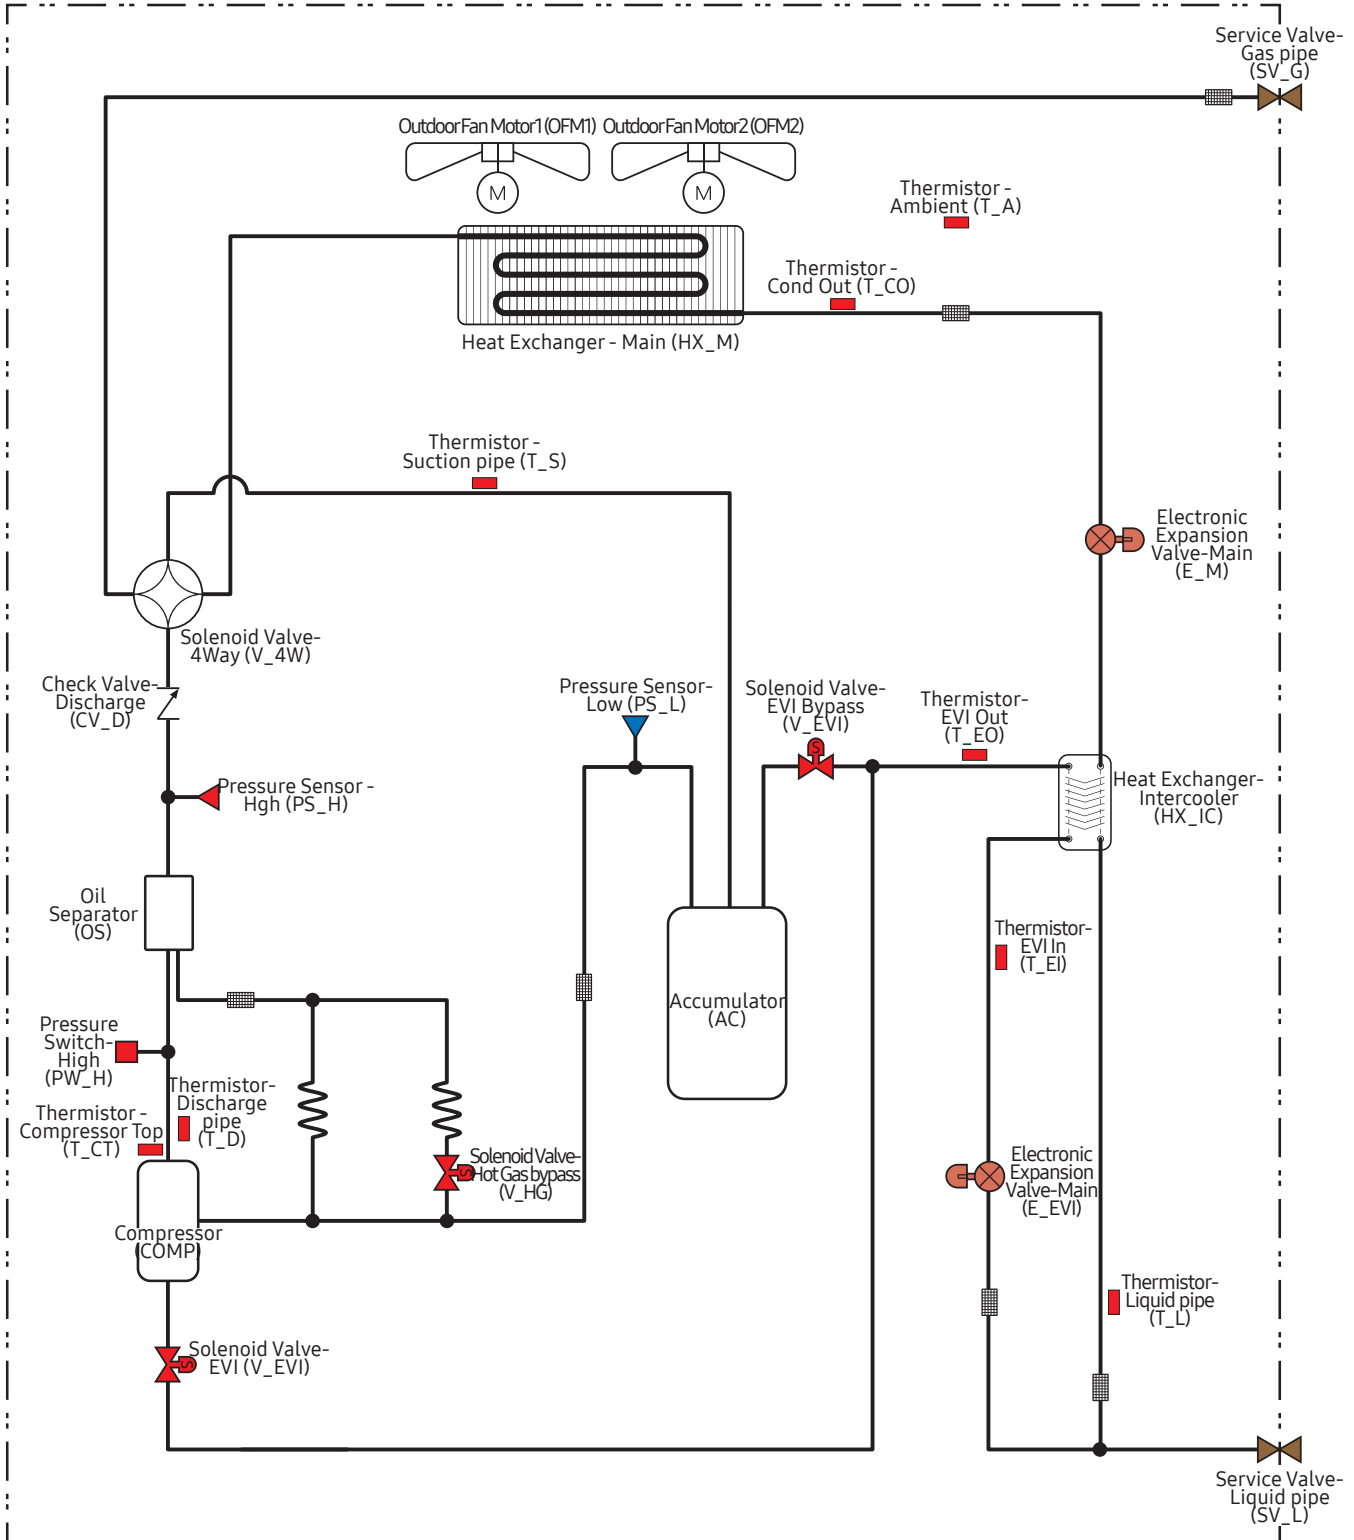 Service Valve-
Gas pipe
(SV_G)
OutdoorFan Motor1(OFM1)
OutdoorFan Motor2(OFM2)
M
M
Thermistor -
Ambient (T_A)
Thermistor -
Cond Out (T_CO)
Heat Exchanger - Main (HX_M)
Thermistor -
Suction pipe (T_S)
Electronic
Expansion
Valve-Main
(E_M)
Solenoid Valve-
4Way (V_4W)
Check Valve-
Discharge
(CV_D)
Pressure Sensor-
Low (PS_L)
Solenoid Valve-
EVI Bypass
(V_EVI)
S
Thermistor-
EVI Out
(T_EO)
Pressure Sensor -
Hgh (PS_H)
Heat Exchanger-
Intercooler
(HX_IC)
Oil
Separator
(OS)
Thermistor-
EVI In
(T_EI)
Accumulator
(AC)
Pressure
Switch-
High
(PW_H)
Thermistor-
Discharge
pipe
(T_D)
Thermistor -
Compressor Top
(T_CT)
Solenoid Valve-
Hot Gas bypass
(V_HG)
S
Electronic
Expansion
Valve-Main
(E_EVI)
Compressor
(COMP)
Thermistor-
Liquid pipe
(T_L)
Solenoid Valve-
EVI (V_EVI)
S
Service Valve-
Liquid pipe
(SV_L)